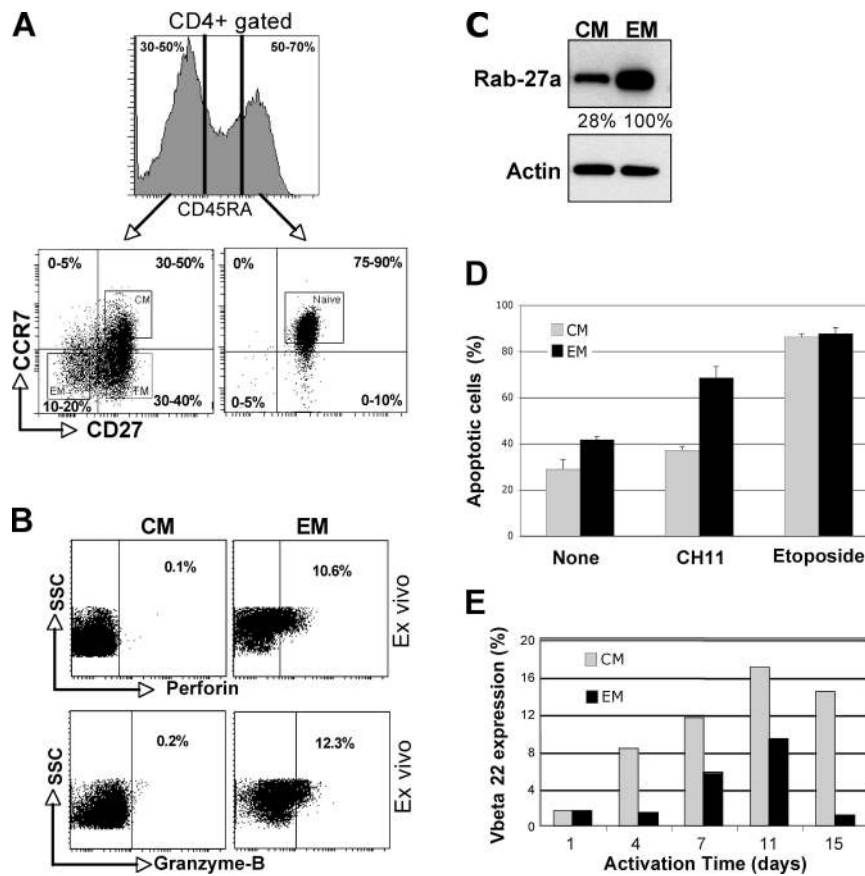 A
CD4+ gated
30-50%
50-70%
CD45RA
0-5%
30-50%
CM
EM
TM
10-20%
30-40%
0%
75-90%
Naive
0-5%
0-10%
CCR7
CD27
B
CM
EM
SSC
0.1%
10.6%
Ex vivo
Perforin
SSC
0.2%
12.3%
Ex vivo
Granzyme-B
C
CM EM
Rab-27a
28% 100%
Actin
D
Apoptotic cells (%)
100
80
60
40
20
0
CM
EM
None
CH11
Etoposide
E
Vbeta 22 expression (%)
20
16
12
8
4
0
CM
EM
1 4 7 11 15
Activation Time (days)